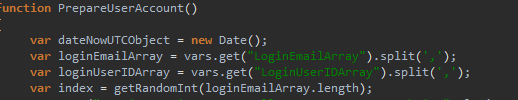 function PrepareUserAccount()
{
var dateNowUTCObject = new Date();
var loginEmailArray = vars.get("LoginEmailArray").split(',');
var loginUserIDArray = vars.get("LoginUserIDArray").split(',');
var index = getRandomInt(loginEmailArray.length);